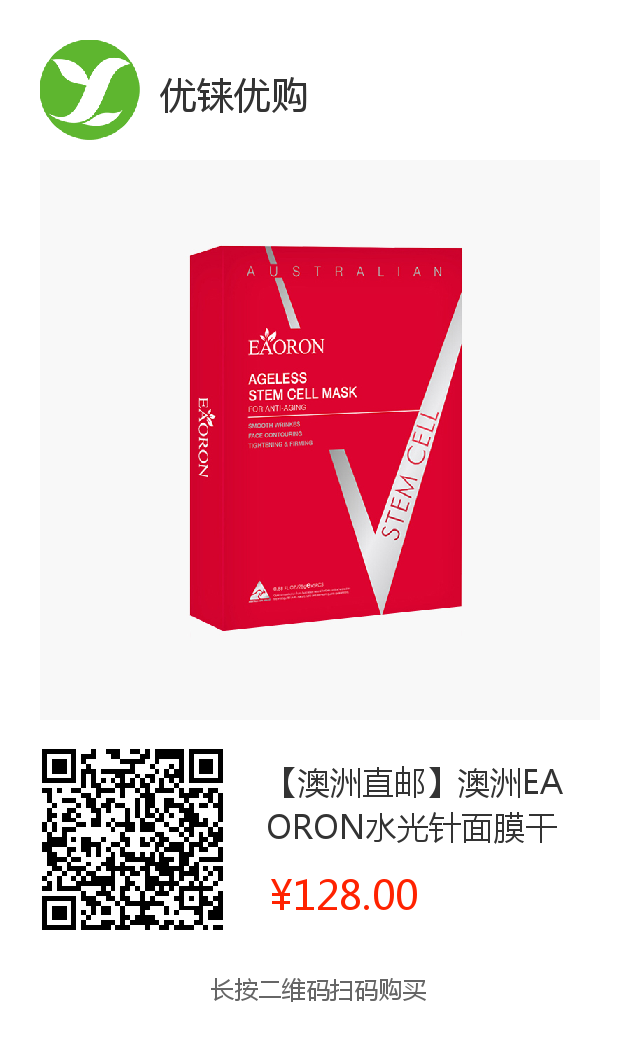 优铼优购
AUSTRALIAN
EAORON
AGELESS
STEM CELL MASK
FOR ANTI-AGING
SMOOTH WRINKES
FACE CONTOURING
TIGHTENING & FIRMING
STEM CELL
EAORON
【澳洲直邮】澳洲EA
ORON水光针面膜干
¥128.00
长按二维码扫码购买